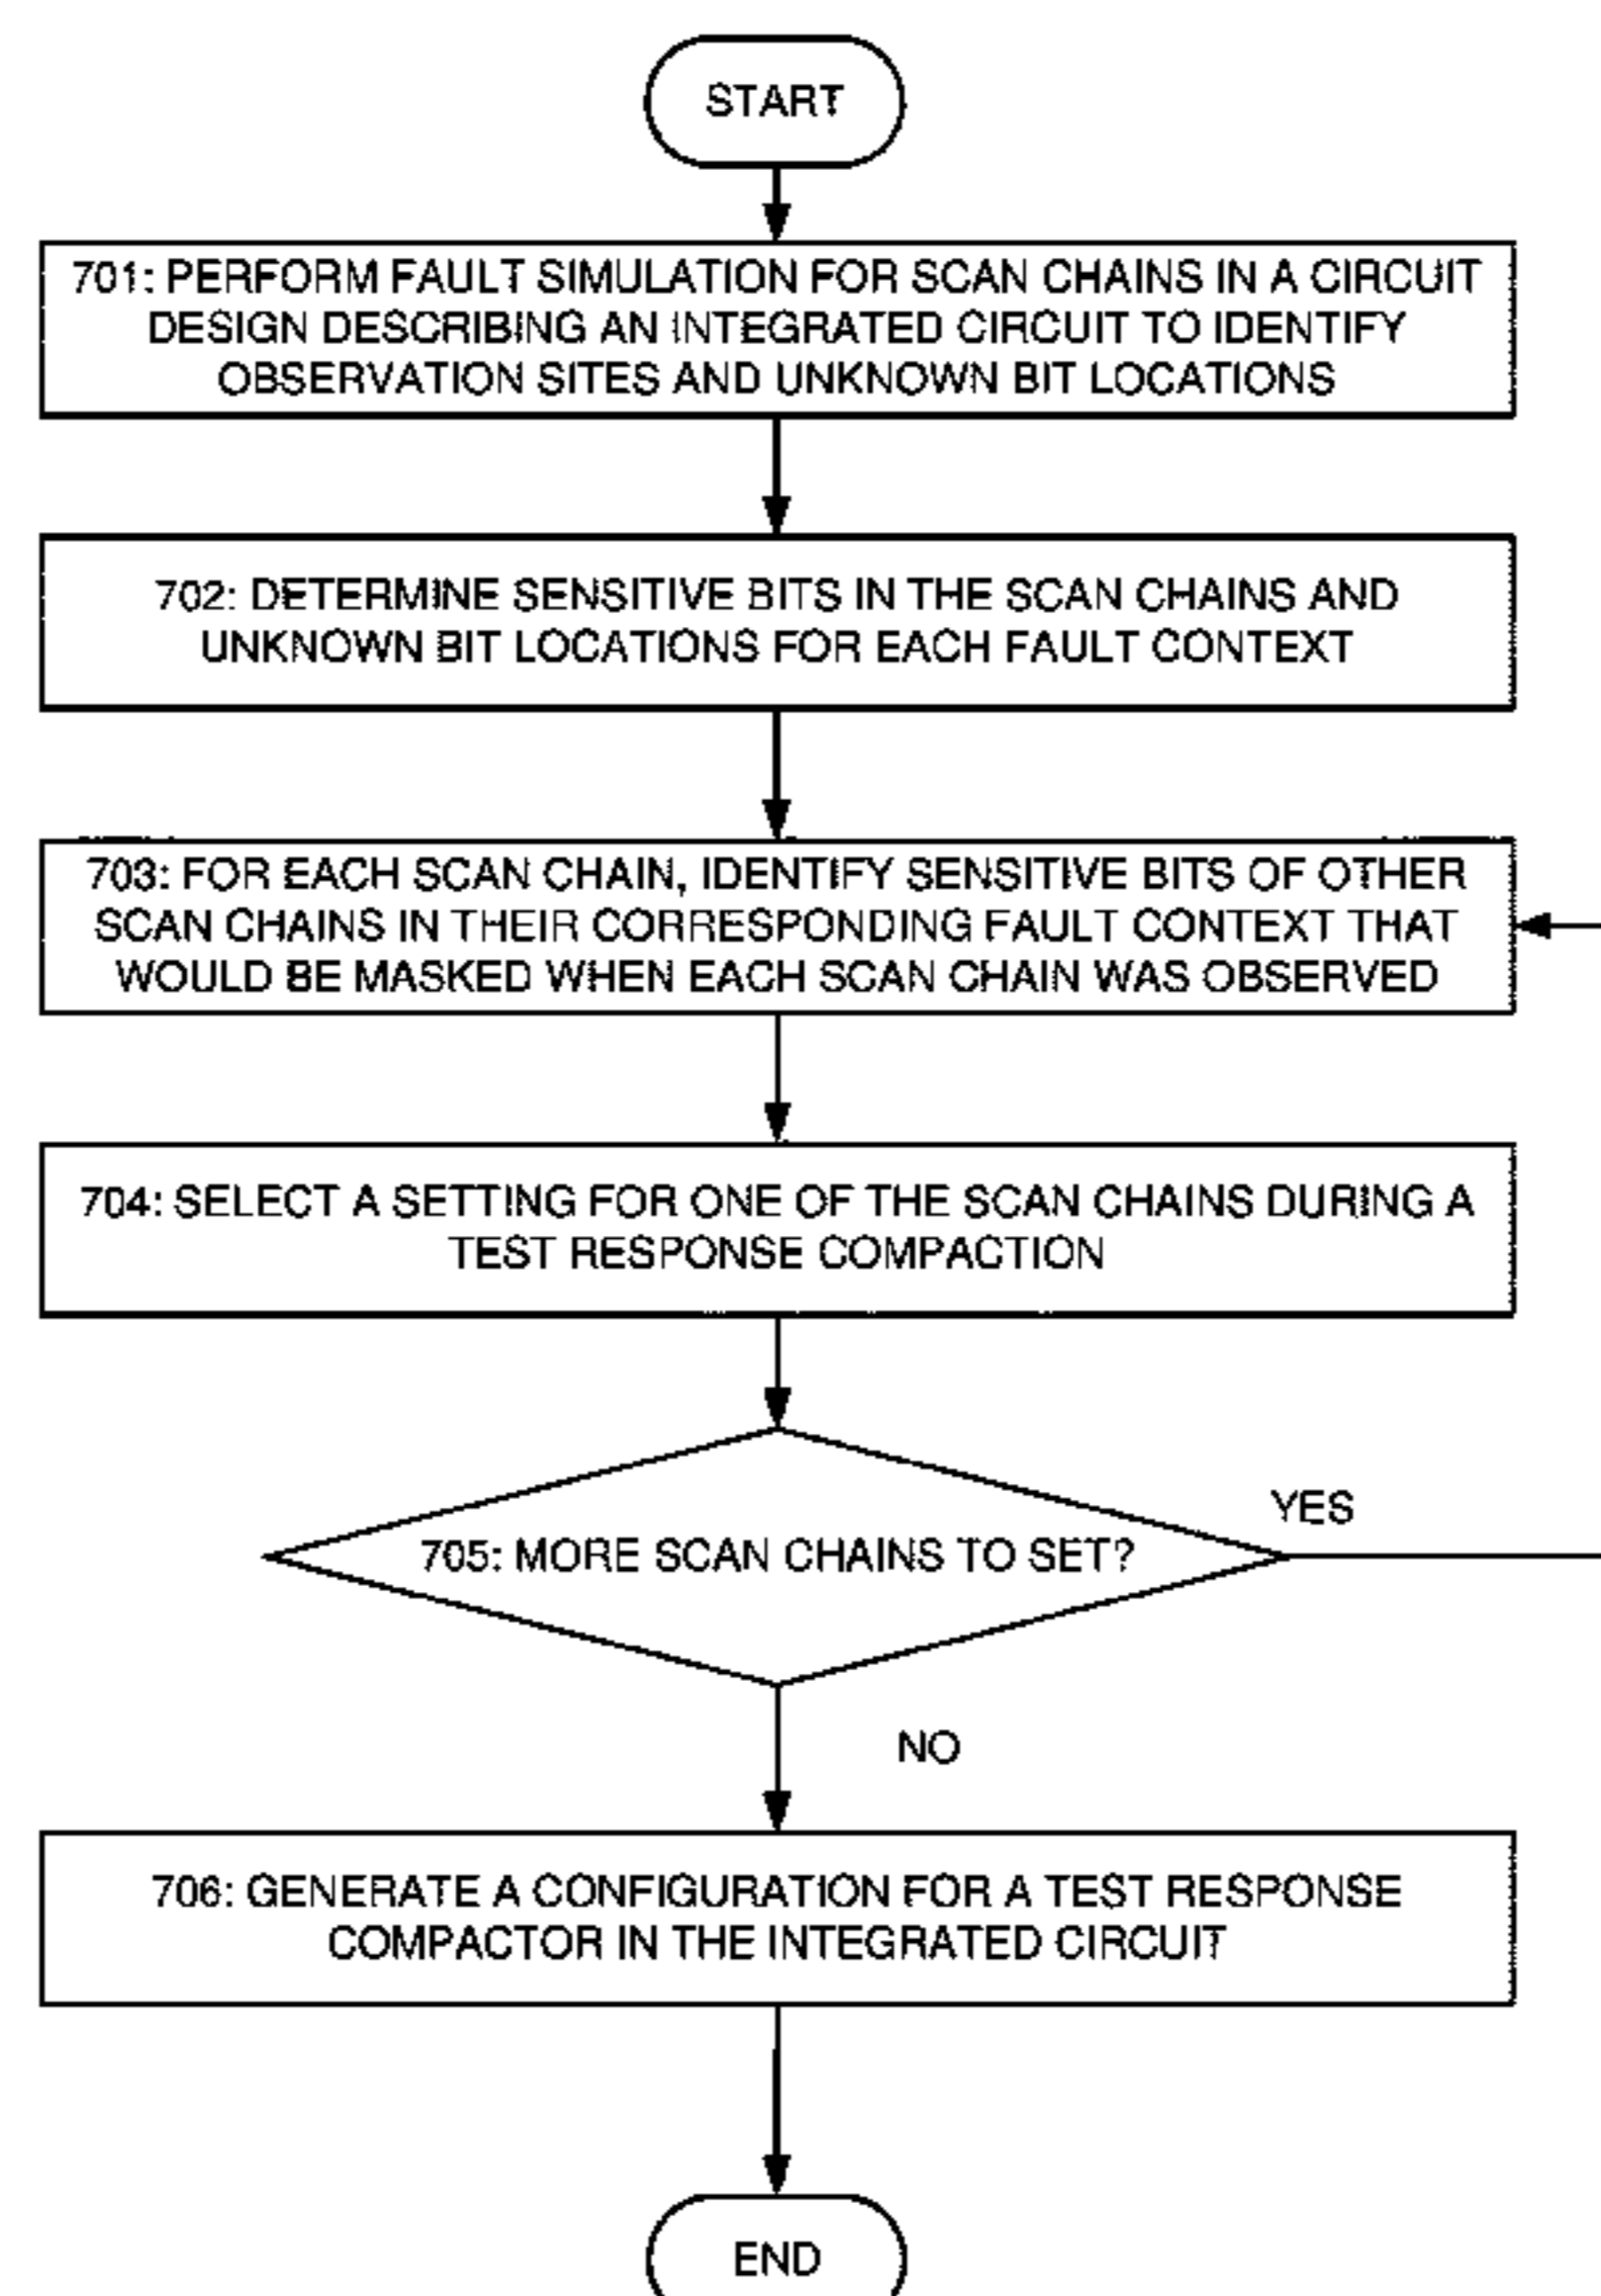 START
701: PERFORM FAULT SIMULATION FOR SCAN CHAINS IN A CIRCUIT
DESIGN DESCRIBING AN INTEGRATED CIRCUIT TO IDENTIFY
OBSERVATION SITES AND UNKNOWN BIT LOCATIONS
702: DETERMINE SENSITIVE BITS IN THE SCAN CHAINS AND
UNKNOWN BIT LOCATIONS FOR EACH FAULT CONTEXT
703: FOR EACH SCAN CHAIN, IDENTIFY SENSITIVE BITS OF OTHER
SCAN CHAINS IN THEIR CORRESPONDING FAULT CONTEXT THAT
WOULD BE MASKED WHEN EACH SCAN CHAIN WAS OBSERVED
704: SELECT A SETTING FOR ONE OF THE SCAN CHAINS DURING A
TEST RESPONSE COMPACTION
YES
705: MORE SCAN CHAINS TO SET?
NO
706: GENERATE A CONFIGURATION FOR A TEST RESPONSE
COMPACTOR IN THE INTEGRATED CIRCUIT
END